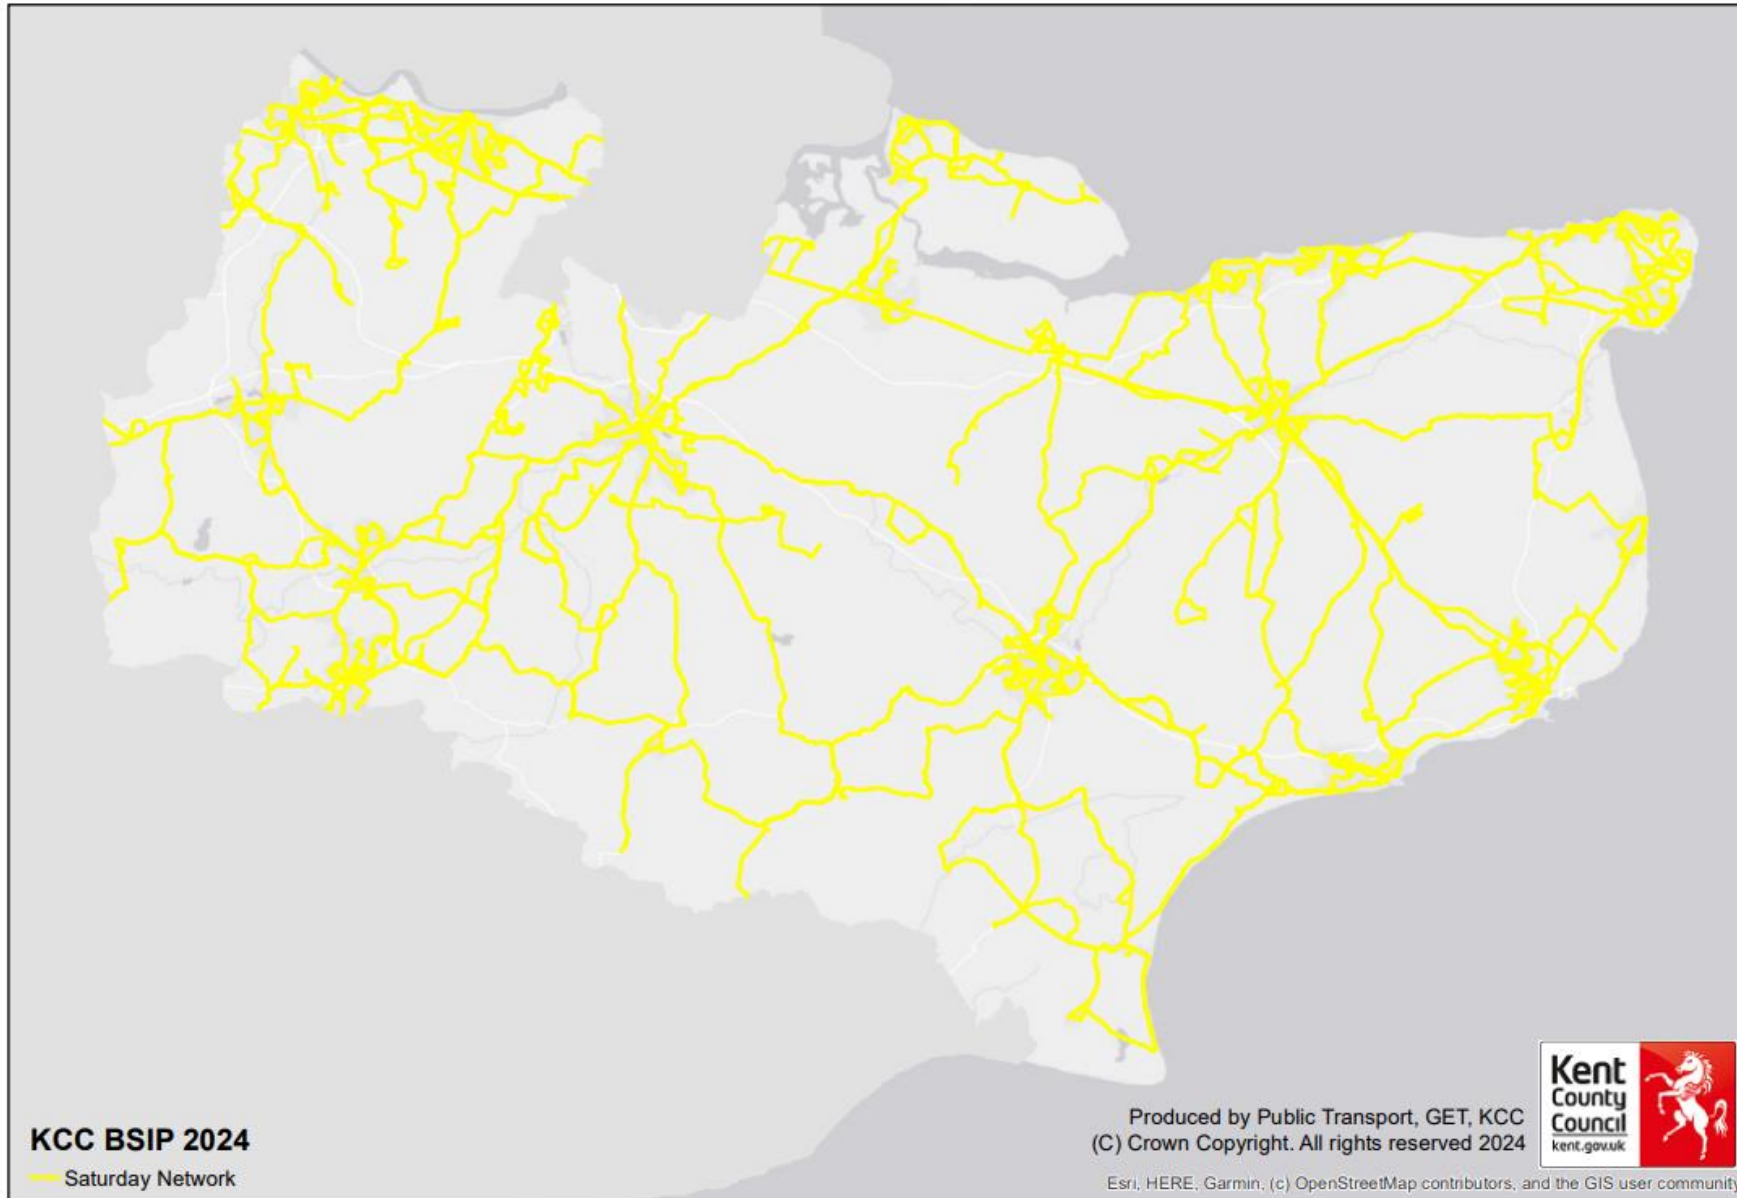 KCC BSIP 2024
Saturday Network
Produced by Public Transport, GET, KCC
(C) Crown Copyright. All rights reserved 2024
Kent
County
Council
kent.gov.uk
Esri, HERE, Garmin, (c) OpenStreetMap contributors, and the GIS user community